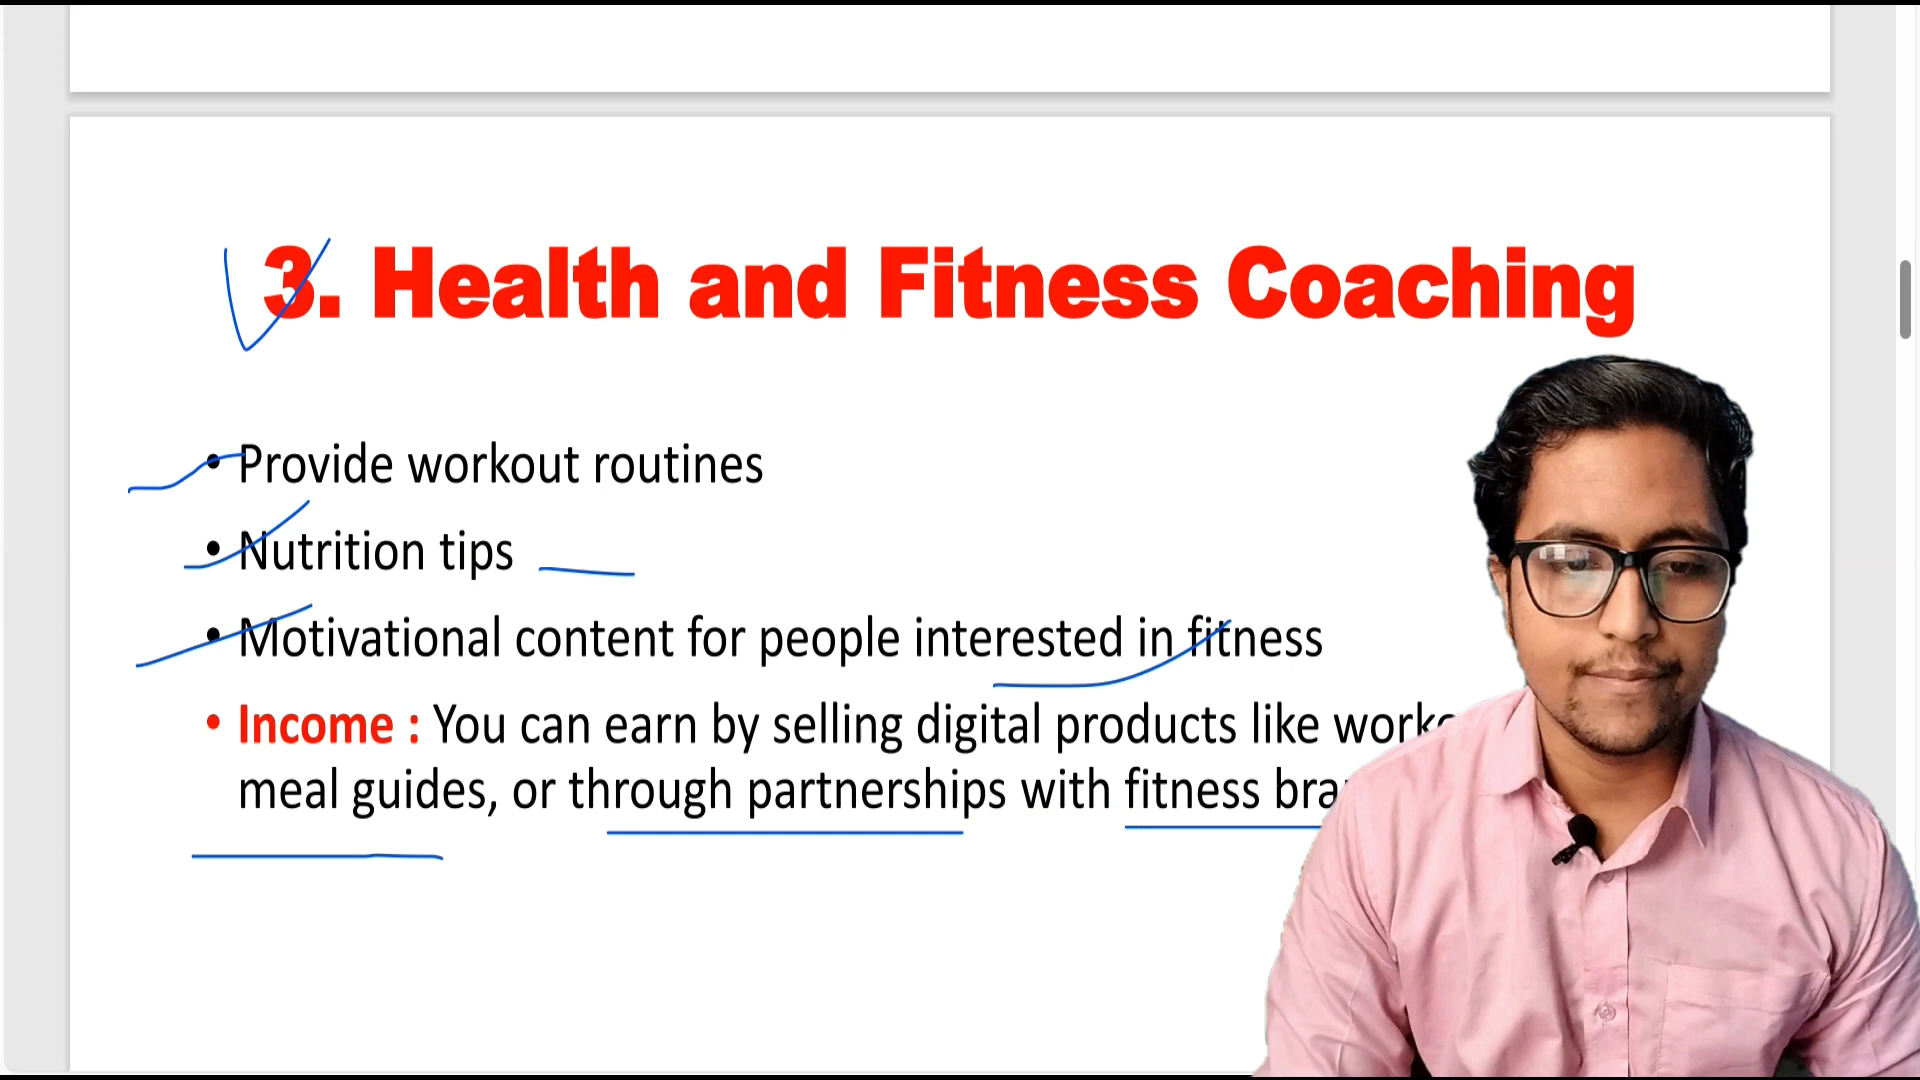 3. Health and Fitness Coaching
• Provide workout routines
• Nutrition tips
• Motivational content for people interested in fitness
• Income : You can earn by selling digital products like
meal guides, or through partnerships with fitness